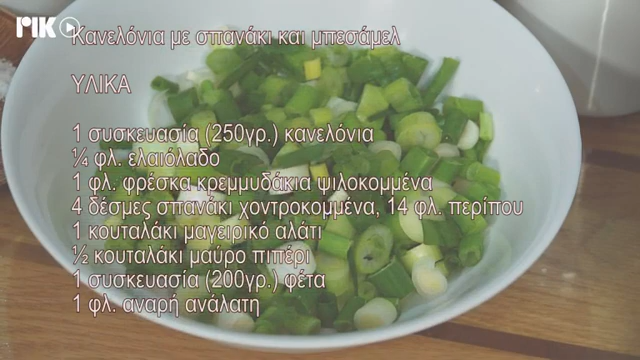 ρικ
Κανελόνια με σπανάκι και μπεσάμελ
ΥΛΙΚΑ
1 συσκευασία (250γρ.) κανελόνια
¼ φλ. ελαιόλαδο
1 φλ. φρέσκα κρεμμυδάκια ψιλοκομμένα
4 δέσμες σπανάκι χοντροκομμένα, 14 φλ. περίπου
1 κουταλάκι μαγειρικό αλάτι
½ κουταλάκι μαύρο πιπέρι
1 συσκευασία (200γρ.) φέτα
1 φλ. αναρή ανάλατη